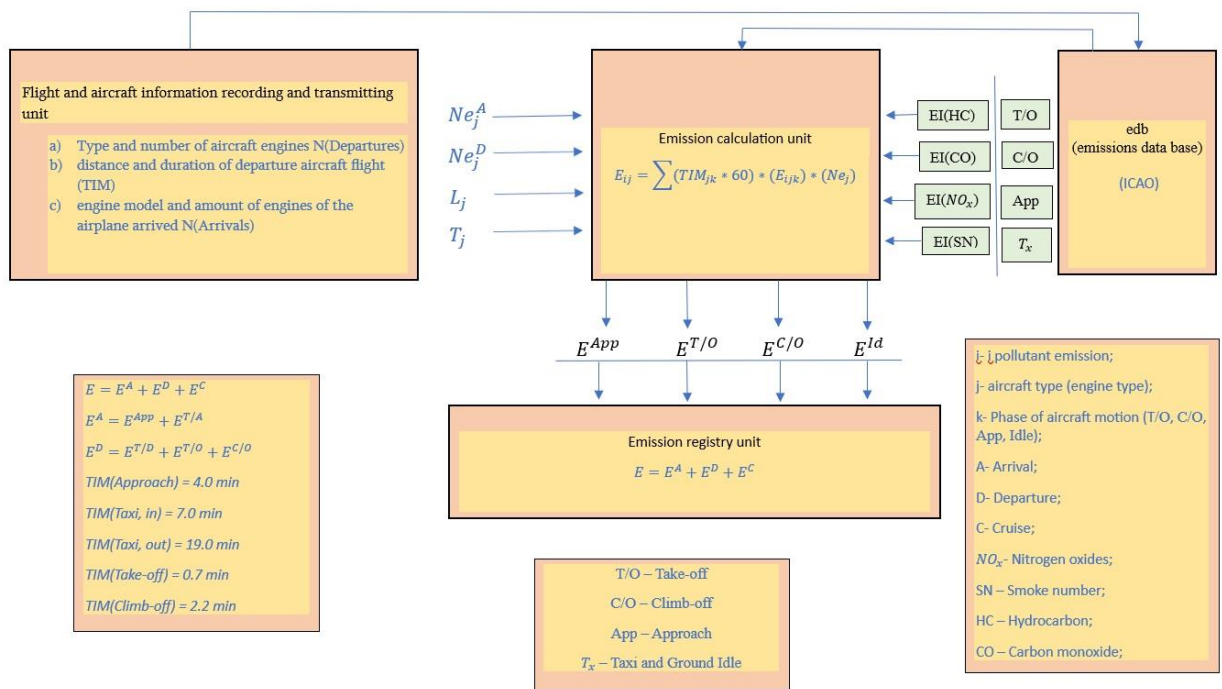 Flight and aircraft information recording and transmitting
unit
a) Type and number of aircraft engines N(Departures)
b) distance and duration of departure aircraft flight
(TIM)
c) engine model and amount of engines of the
airplane arrived N(Arrivals)
Ne_j^A
Ne_j^D
L_j
T_j
Emission calculation unit
E_{ij} = ∑(TIM_{jk} * 60) * (E_{ijk}) * (Ne_j)
EI(HC) T/O
EI(CO) C/O
EI(NO_x) App
EI(SN) T_x
edb
(emissions data base)
(ICAO)
E^{App} E^{T/O} E^{C/O} E^{Id}
Emission registry unit
E = E^A + E^D + E^C
E = E^A + E^D + E^C
E^A = E^{App} + E^{T/A}
E^D = E^{T/D} + E^{T/O} + E^{C/O}
TIM(Approach) = 4.0 min
TIM(Taxi, in) = 7.0 min
TIM(Taxi, out) = 19.0 min
TIM(Take-off) = 0.7 min
TIM(Climb-off) = 2.2 min
T/O – Take-off
C/O – Climb-off
App – Approach
T_x – Taxi and Ground Idle
i- i pollutant emission;
j- aircraft type (engine type);
k- Phase of aircraft motion (T/O, C/O,
App, Idle);
A- Arrival;
D- Departure;
C- Cruise;
NO_x- Nitrogen oxides;
SN – Smoke number;
HC – Hydrocarbon;
CO – Carbon monoxide;